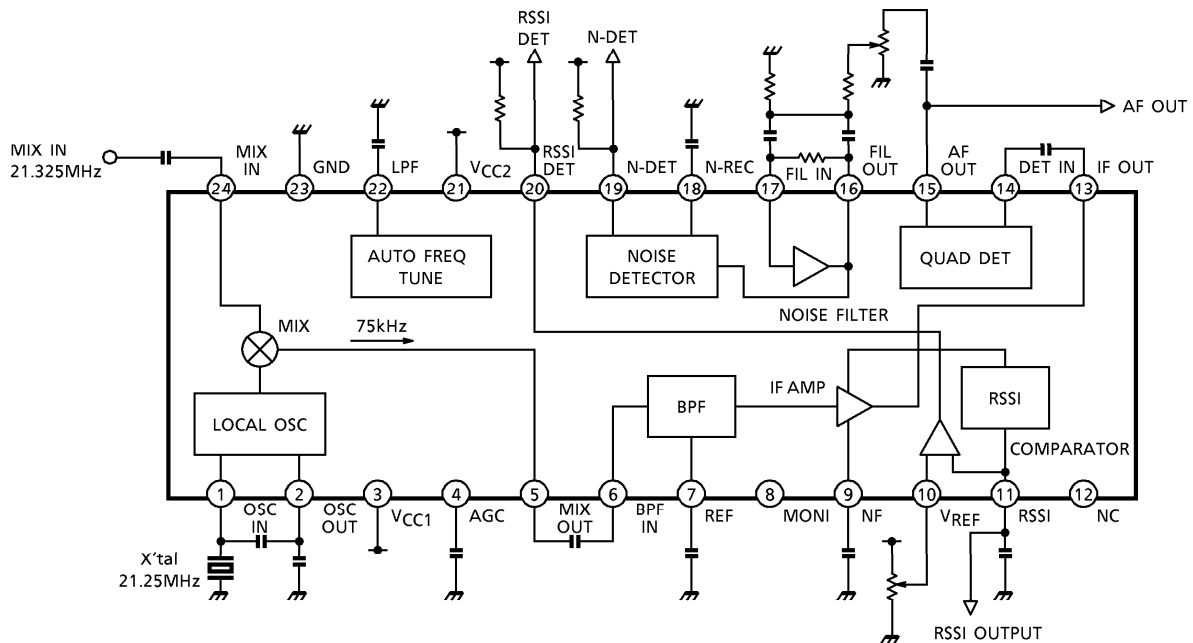 RSSI
DET
N-DET
AF OUT
MIX IN
21.325MHz
MIX
IN
GND
LPF
VCC2
RSSI
DET
N-DET
N-REC
FIL IN
FIL
OUT
AF
OUT
DET IN
IF OUT
24 23 22 21 20 19 18 17 16 15 14 13
AUTO FREQ
TUNE
NOISE
DETECTOR
QUAD DET
NOISE FILTER
MIX
75kHz
LOCAL OSC
BPF
IF AMP
RSSI
COMPARATOR
1 2 3 4 5 6 7 8 9 10 11 12
OSC
IN
OSC
OUT
VCC1
AGC
MIX
OUT
BPF
IN
REF
MONI
NF
VREF
RSSI
NC
X'tal
21.25MHz
RSSI OUTPUT